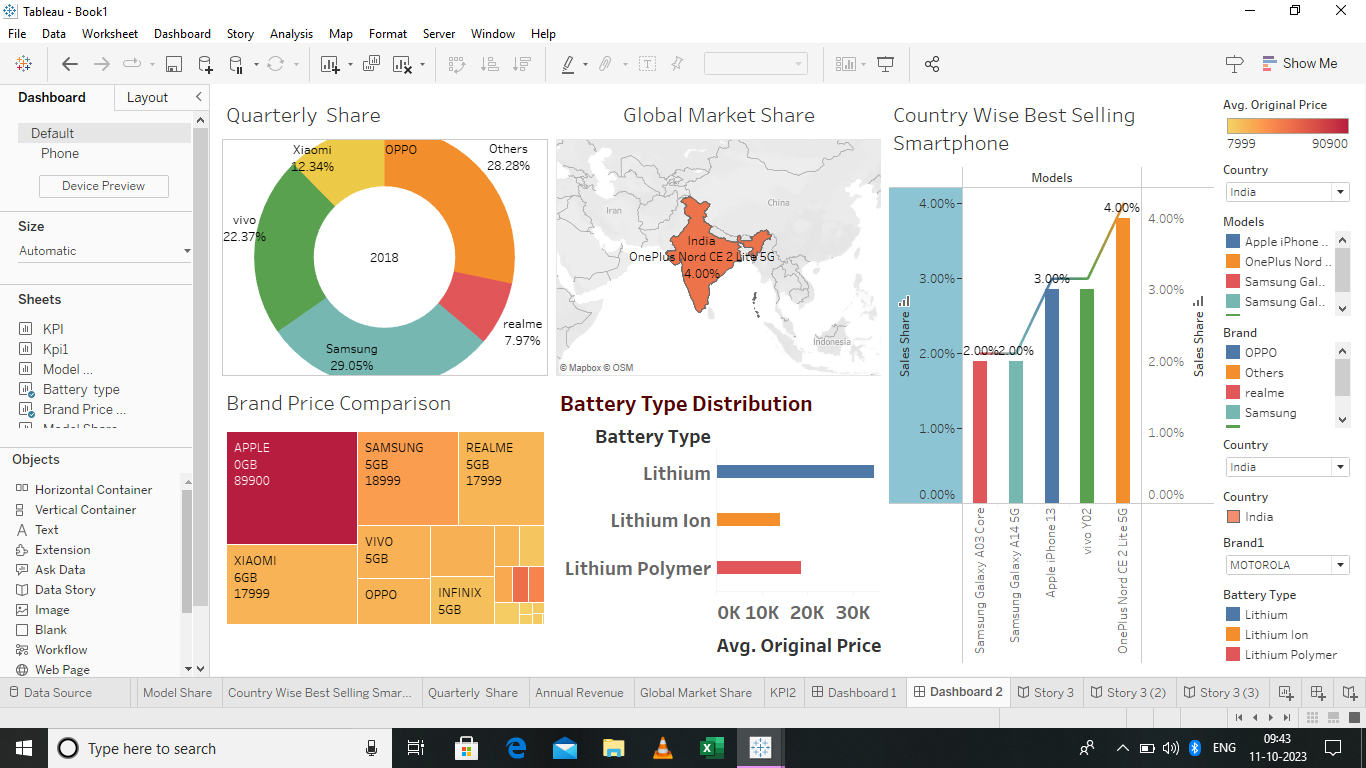 Tableau - Book1
File Data Worksheet Dashboard Story Analysis Map Format Server Window Help
Show Me
Dashboard Layout
Default
Phone
Device Preview
Size
Automatic
Sheets
KPI
Kpi1
Model ...
Battery type
Brand Price ...
Objects
Horizontal Container
Vertical Container
Text
Extension
Ask Data
Data Story
Image
Blank
Workflow
Web Page
Quarterly Share
Xiaomi
12.34%
OPPO
Others
28.28%
vivo
22.37%
2018
realme
7.97%
Samsung
29.05%
Global Market Share
Iran
China
India
OnePlus Nord CE 2 Lite 5G
4.00%
Indonesia
© Mapbox © OSM
Country Wise Best Selling
Smartphone
Models
4.00%
3.00%
2.00%
1.00%
0.00%
Sales Share
2.00%
2.00%
3.00%
4.00%
4.00%
3.00%
2.00%
1.00%
0.00%
Sales Share
Samsung Galaxy A03 Core
Samsung Galaxy A14 5G
Apple iPhone 13
vivo Y02
OnePlus Nord CE 2 Lite 5G
Brand Price Comparison
APPLE
0GB
89900
SAMSUNG
5GB
18999
REALME
5GB
17999
XIAOMI
6GB
17999
VIVO
5GB
OPPO
INFINIX
5GB
Battery Type Distribution
Battery Type
Lithium
Lithium Ion
Lithium Polymer
0K 10K 20K 30K
Avg. Original Price
Avg. Original Price
7999 90900
Country
India
Models
Apple iPhone ..
OnePlus Nord ..
Samsung Gal..
Samsung Gal..
Brand
OPPO
Others
realme
Samsung
Country
India
Country
India
Brand1
MOTOROLA
Battery Type
Lithium
Lithium Ion
Lithium Polymer
Data Source Model Share Country Wise Best Selling Smar... Quarterly Share Annual Revenue Global Market Share KPI2 Dashboard 1 Dashboard 2 Story 3 Story 3 (2) Story 3 (3)
Type here to search
ENG
09:43
11-10-2023